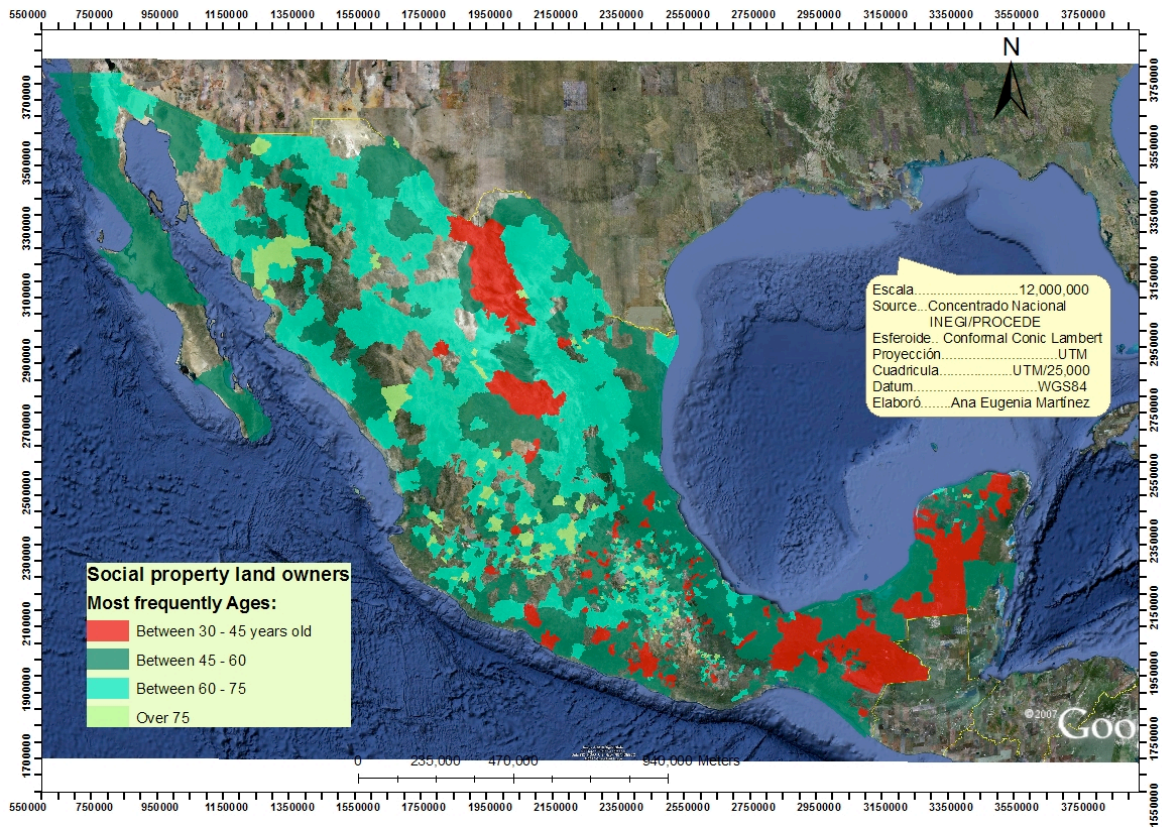 550000 750000 950000 1150000 1350000 1550000 1750000 1950000 2150000 2350000 2550000 2750000 2950000 3150000 3350000 3550000 3750000
3700000 3500000 3300000 3100000 2900000 2700000 2500000 2300000 2100000 1900000 1700000
N
3750000 3550000 3350000 3150000 2950000 2750000 2550000 2350000 2150000 1950000 1750000 1550000
Escala.......................12,000,000
Source...Concentrado Nacional
INEGI/PROCEDE
Esferoide.. Conformal Conic Lambert
Proyección..........................UTM
Cuadricula.....................UTM/25,000
Datum............................WGS84
Elaboró.......Ana Eugenia Martínez
Social property land owners
Most frequently Ages:
Between 30 - 45 years old
Between 45 - 60
Between 60 - 75
Over 75
©2007 Goo
0 235,000 470,000 940,000 Meters
550000 750000 950000 1150000 1350000 1550000 1750000 1950000 2150000 2350000 2550000 2750000 2950000 3150000 3350000 3550000 3750000